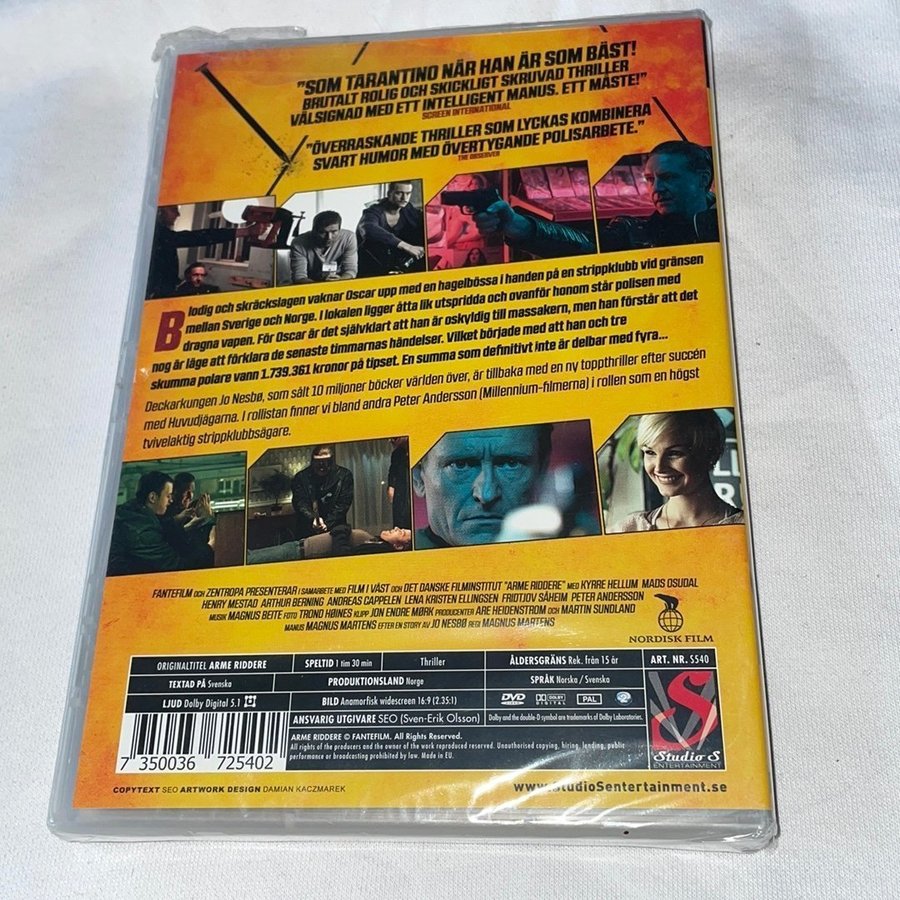 "SOM TARANTINO NÄR HAN ÄR SOM BÄST!
BRUTALT ROLIG OCH SKICKLIGT SKRUVAD THRILLER
VÄLSIGNAD MED ETT INTELLIGENT MANUS. ETT MÅSTE!"
SCREEN INTERNATIONAL
"ÖVERRASKANDE THRILLER SOM LYCKAS KOMBINERA
SVART HUMOR MED ÖVERTYGANDE POLISARBETE."
THE OBSERVER
Blodig och skräckslagen vaknar Oscar upp med en hagelbössa i handen på en strippklubb vid gränsen
mellan Sverige och Norge. I lokalen ligger åtta lik utspridda och ovanför honom står polisen med
dragna vapen. För Oscar är det självklart att han är oskyldig till massakern, men han förstår att det
nog är läge att förklara de senaste timmarnas händelser. Vilket började med att han och tre
skumma polare vann 1.739.361 kronor på tipset. En summa som definitivt inte är delbar med fyra...
Deckarkungen Jo Nesbø, som sålt 10 miljoner böcker världen över, är tillbaka med en ny toppthriller efter succén
med Huvudjägarna. I rollistan finner vi bland andra Peter Andersson (Millennium-filmerna) i rollen som en högst
tvivelaktig strippklubbsägare.
FANTEFILM OCH ZENTROPA PRESENTERAR I SAMARBETE MED FILM I VÄST OCH DET DANSKE FILMINSTITUT "ARME RIDDERE" MED KYRRE HELLUM MADS OUSDAL
HENRY MESTAD ARTHUR BERNING ANDREAS CAPPELEN LENA KRISTEN ELLINGSEN FRIDTJOV SÅHEIM PETER ANDERSSON
MUSIK MAGNUS BEITE FOTO TROND HØINES KLIPP JON ENDRE MØRK PRODUCENTER ARE HEIDENSTROM OCH MARTIN SUNDLAND
MANUS MAGNUS MARTENS EFTER EN STORY AV JO NESBØ REGI MAGNUS MARTENS
NORDISK FILM
ORIGINALTITEL ARME RIDDERE SPELTID 1 tim 30 min Thriller ÅLDERSGRÄNS Rek. från 15 år ART. NR. S540
TEXTAD PÅ Svenska PRODUKTIONSLAND Norge SPRÅK Norska / Svenska
LJUD Dolby Digital 5.1 BILD Anamorfisk widescreen 16:9 (2.35:1) DVD DOLBY DIGITAL PAL 2
ANSVARIG UTGIVARE SEO (Sven-Erik Olsson) Dolby and the double-D symbol are trademarks of Dolby Laboratories.
ARME RIDDERE © FANTEFILM. All Rights Reserved.
All rights of the producers and the owner of the work reproduced reserved. Unauthorised copying, hiring, lending, public
performance or broadcasting prohibited by law. Made in EU.
S
Studio S
ENTERTAINMENT
7 350036 725402
COPYTEXT SEO ARTWORK DESIGN DAMIAN KACZMAREK
www.studioSentertainment.se